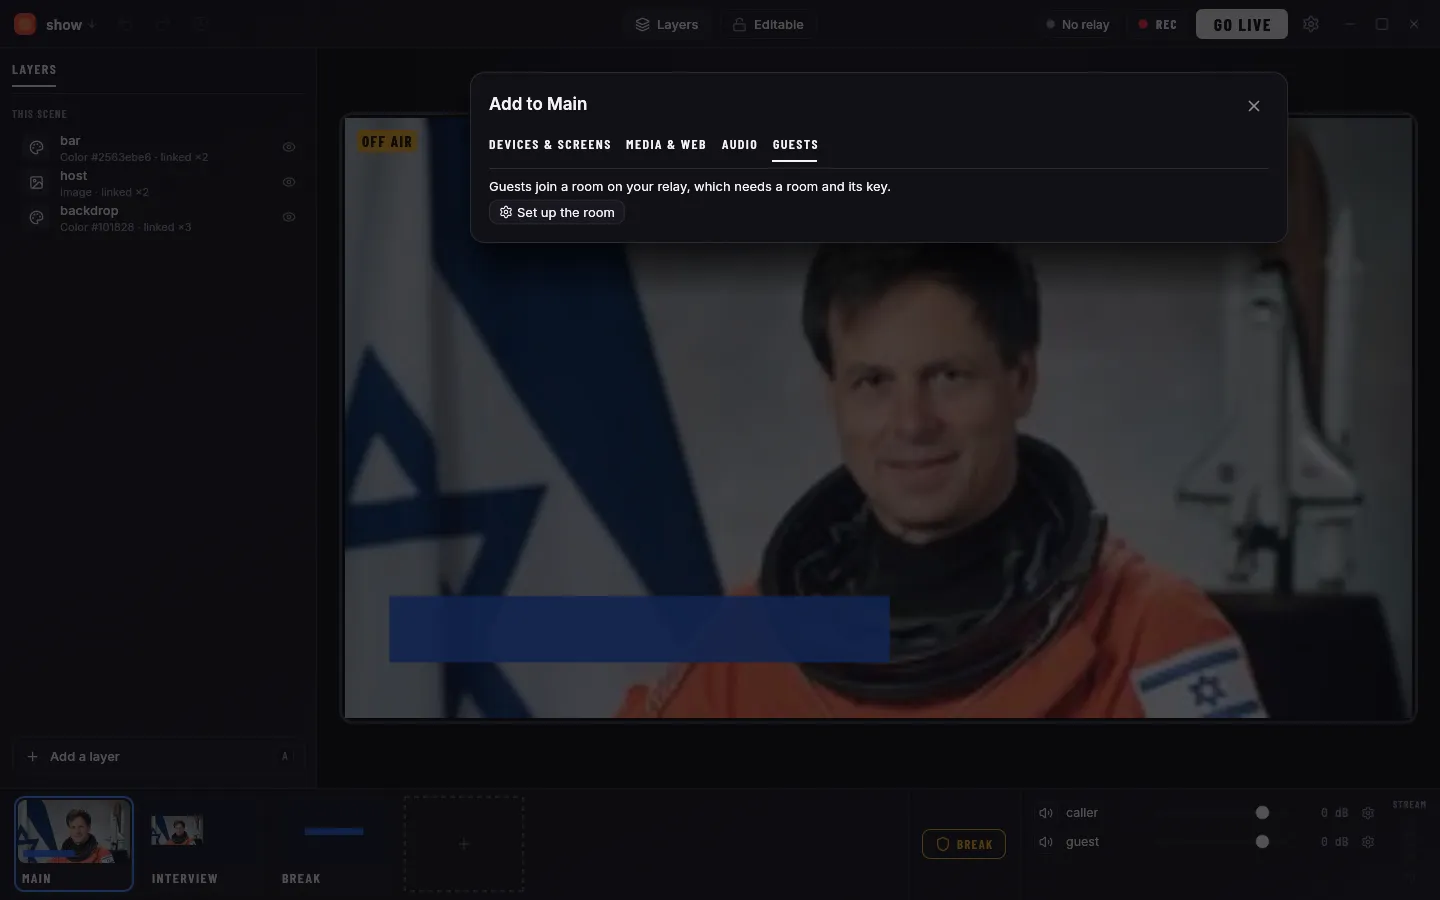 show
Layers
Editable
No relay
REC
GO LIVE
LAYERS
THIS SCENE
bar
Color #2563ebe6 · linked ×2
host
Image · linked ×2
backdrop
Color #101828 · linked ×3
Add a layer
A
Add to Main
DEVICES & SCREENS
MEDIA & WEB
AUDIO
GUESTS
Guests join a room on your relay, which needs a room and its key.
Set up the room
OFF AIR
MAIN
INTERVIEW
BREAK
BREAK
caller
0 dB
guest
0 dB
STREAM